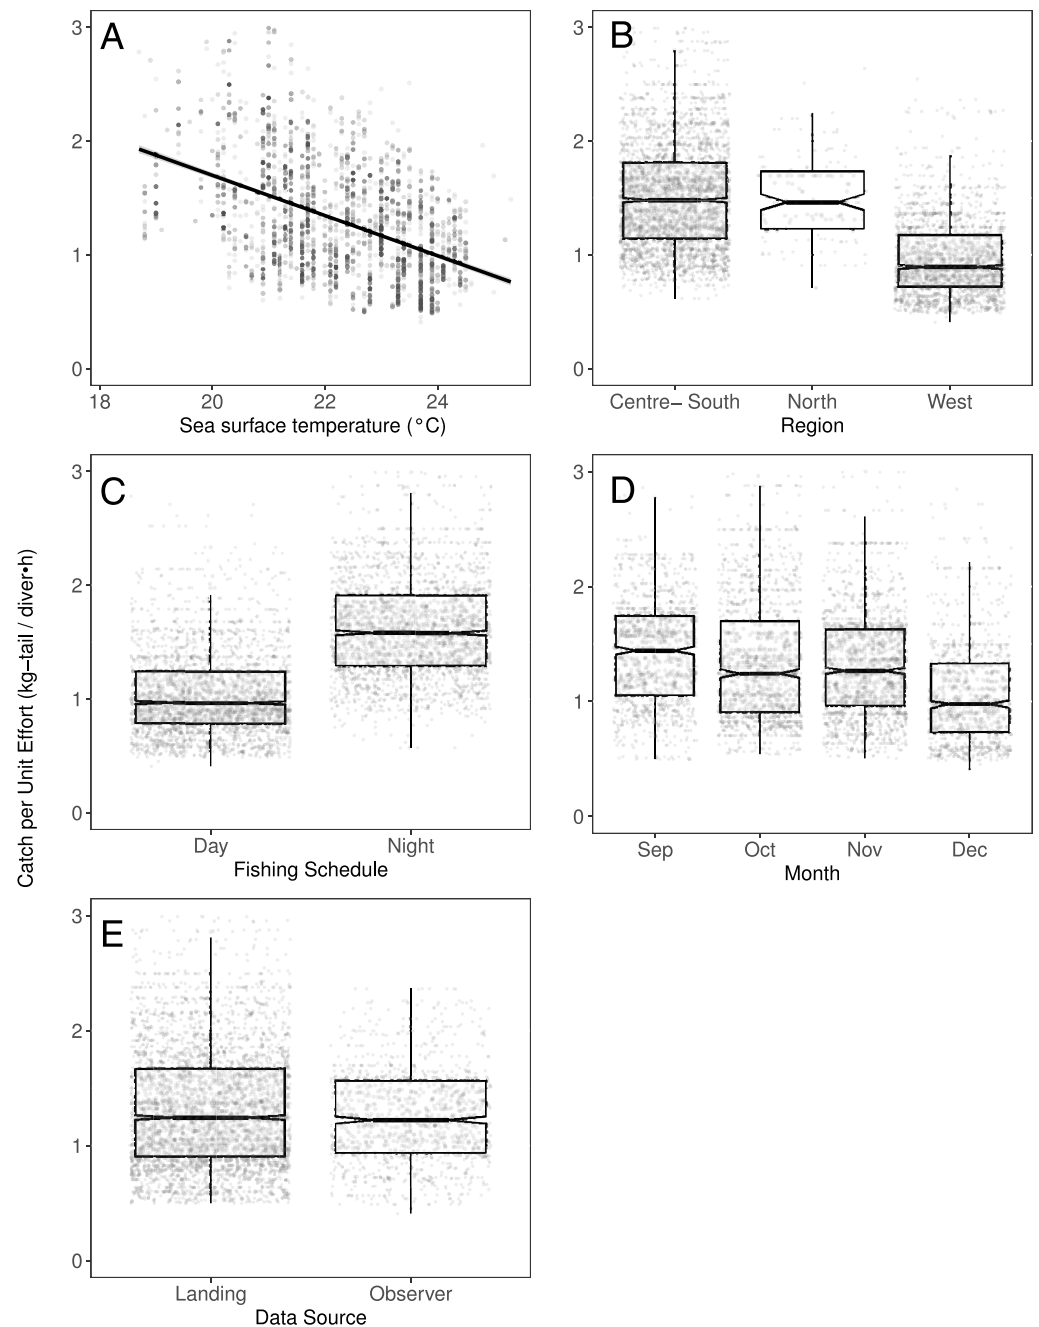 A
3
2
1
0
18 20 22 24
Sea surface temperature (°C)
B
3
2
1
0
Centre– South North West
Region
C
3
2
1
0
Day Night
Fishing Schedule
D
3
2
1
0
Sep Oct Nov Dec
Month
E
3
2
1
0
Landing Observer
Data Source
Catch per Unit Effort (kg–tail / diver•h)